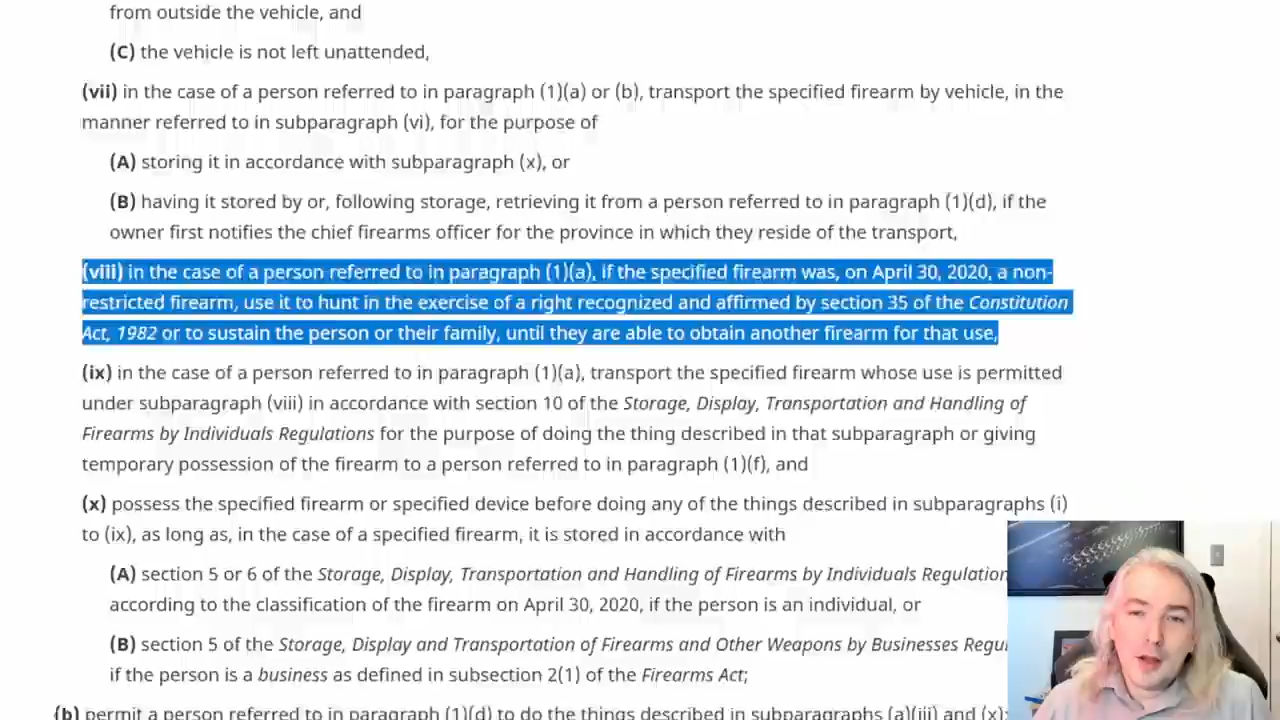 from outside the vehicle, and
(C) the vehicle is not left unattended,
(vii) in the case of a person referred to in paragraph (1)(a) or (b), transport the specified firearm by vehicle, in the
manner referred to in subparagraph (vi), for the purpose of
(A) storing it in accordance with subparagraph (x), or
(B) having it stored by or, following storage, retrieving it from a person referred to in paragraph (1)(d), if the
owner first notifies the chief firearms officer for the province in which they reside of the transport,
(viii) in the case of a person referred to in paragraph (1)(a), if the specified firearm was, on April 30, 2020, a non-
restricted firearm, use it to hunt in the exercise of a right recognized and affirmed by section 35 of the Constitution
Act, 1982 or to sustain the person or their family, until they are able to obtain another firearm for that use,
(ix) in the case of a person referred to in paragraph (1)(a), transport the specified firearm whose use is permitted
under subparagraph (viii) in accordance with section 10 of the Storage, Display, Transportation and Handling of
Firearms by Individuals Regulations for the purpose of doing the thing described in that subparagraph or giving
temporary possession of the firearm to a person referred to in paragraph (1)(f), and
(x) possess the specified firearm or specified device before doing any of the things described in subparagraphs (i)
to (ix), as long as, in the case of a specified firearm, it is stored in accordance with
(A) section 5 or 6 of the Storage, Display, Transportation and Handling of Firearms by Individuals Regulation
according to the classification of the firearm on April 30, 2020, if the person is an individual, or
(B) section 5 of the Storage, Display and Transportation of Firearms and Other Weapons by Businesses Regu
if the person is a business as defined in subsection 2(1) of the Firearms Act;
(b) permit a person referred to in paragraph (1)(d) to do the things described in subparagraphs (a)(iii) and (x);